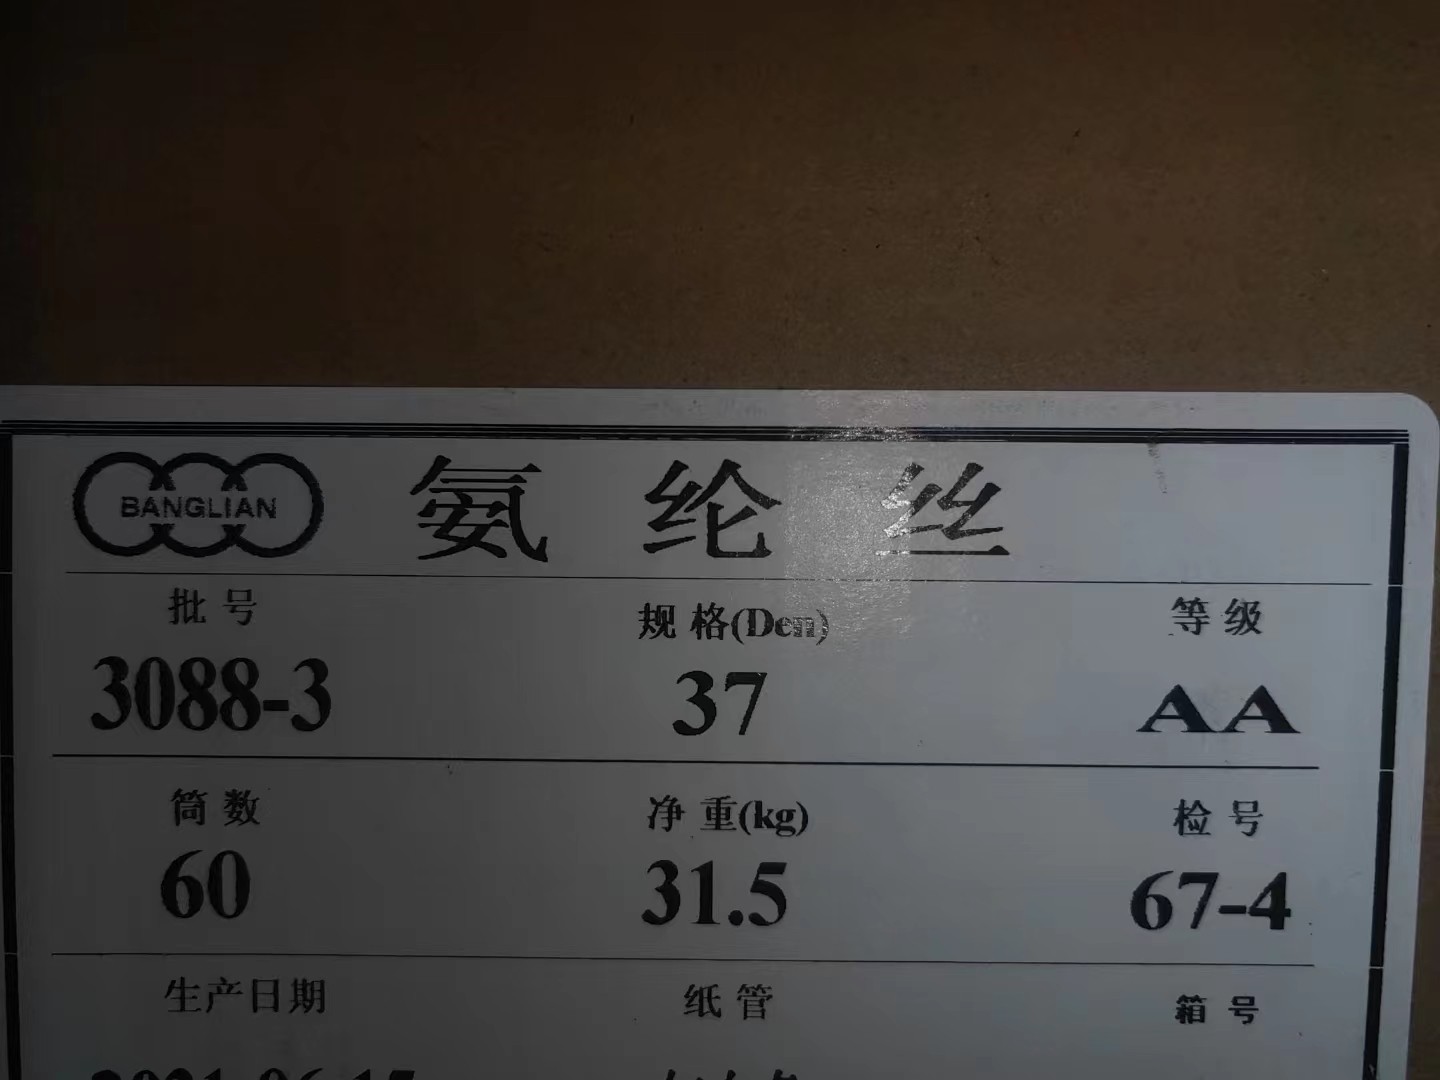 BANGLIAN 氨纶丝
批号 规格(Den) 等级
3088-3 37 AA
筒数 净重(kg) 检号
60 31.5 67-4
生产日期 纸管 箱号